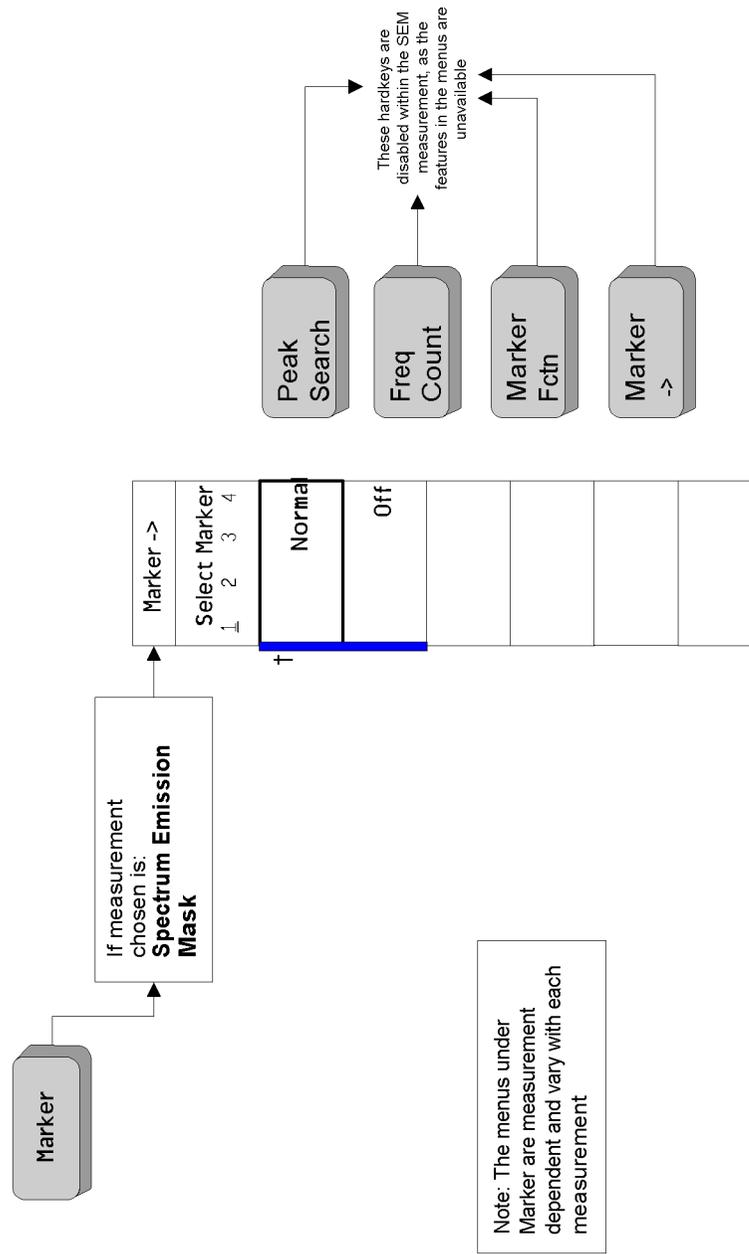 Marker
If measurement
chosen is:
Spectrum Emission
Mask
Marker ->
Select Marker
1 2 3 4
†
Normal
Off
Peak
Search
Freq
Count
Marker
Fctn
Marker
->
These hardkeys are
disabled within the SEM
measurement, as the
features in the menus are
unavailable
Note: The menus under
Marker are measurement
dependent and vary with each
measurement